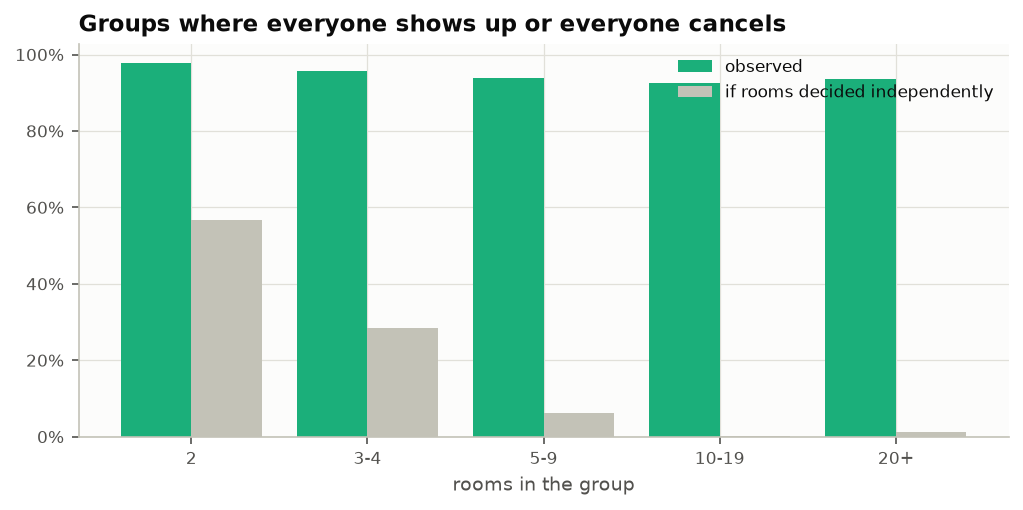 Groups where everyone shows up or everyone cancels
100%
80%
60%
40%
20%
0%
observed
if rooms decided independently
2
3-4
5-9
10-19
20+
rooms in the group